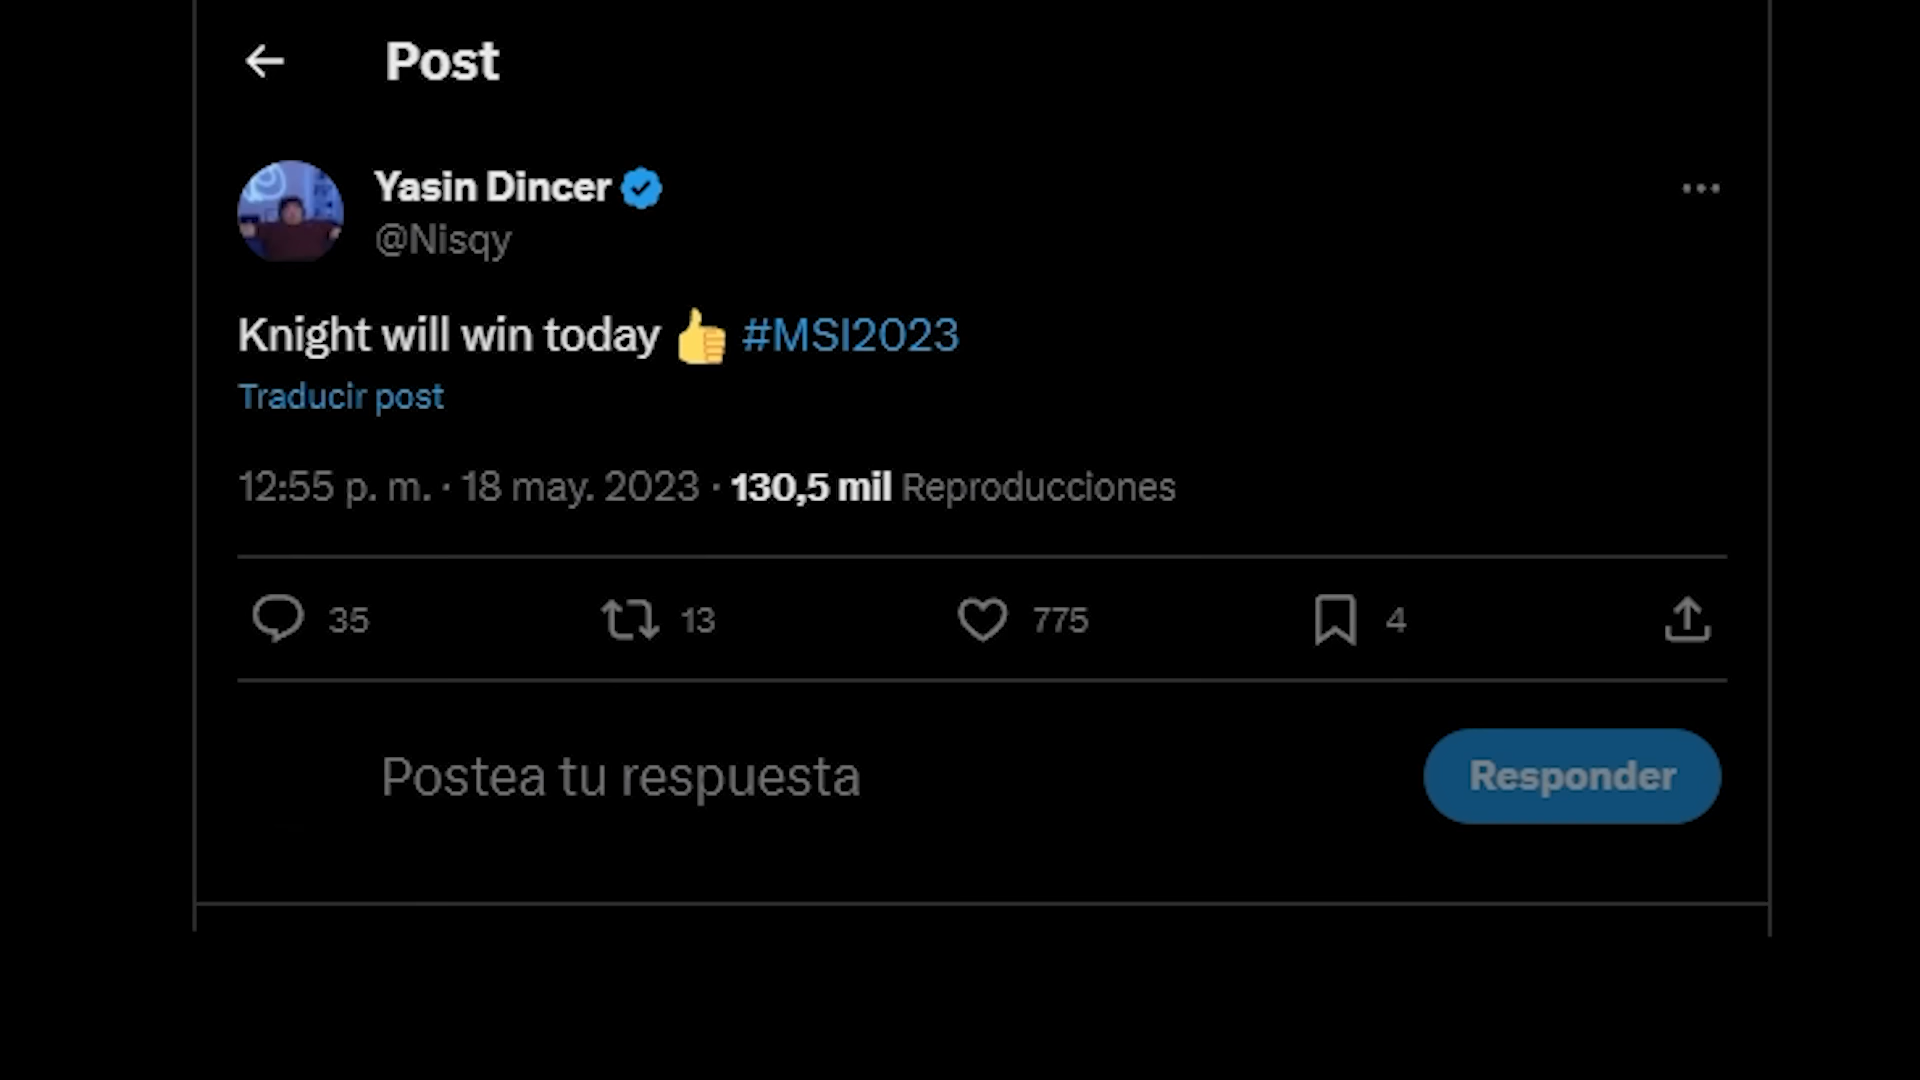 Post
Yasin Dincer
@Nisqy
Knight will win today 👍 #MSI2023
Traducir post
12:55 p. m. · 18 may. 2023 · 130,5 mil Reproducciones
35 13 775 4
Postea tu respuesta
Responder